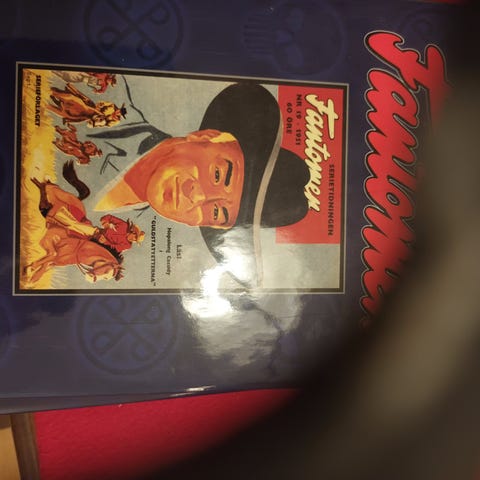 Fantomen
SERIETIDNINGEN
Fantomen
NR 19 - 1951
60 ÖRE
Läs!
Hopalong Cassidy
"GULDSTATYETTERNA"
SERIEFÖRLAGET